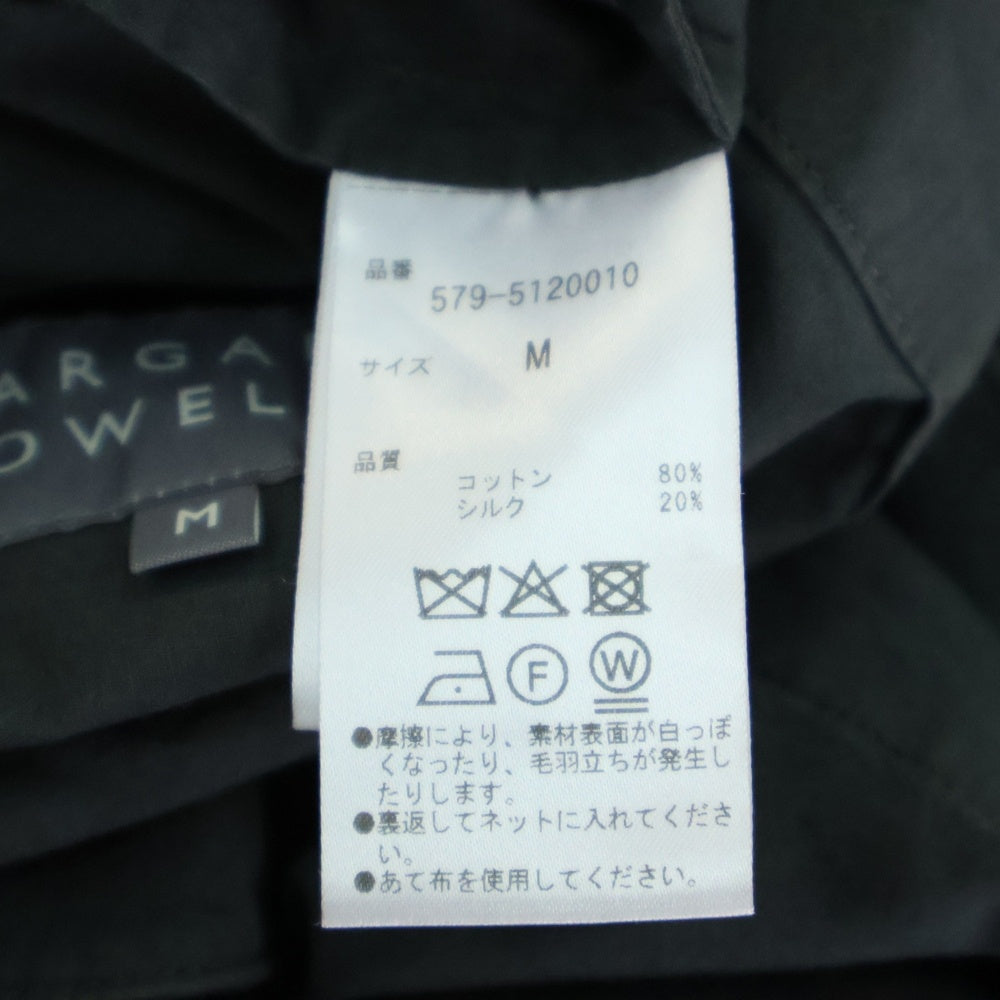 品番 579-5120010
サイズ M
品質
コットン 80%
シルク 20%
F W
●摩擦により、素材表面が白っぽ
くなったり、毛羽立ちが発生し
たりします。
●裏返してネットに入れてくださ
い。
●あて布を使用してください。
ARGA
OWEL
M